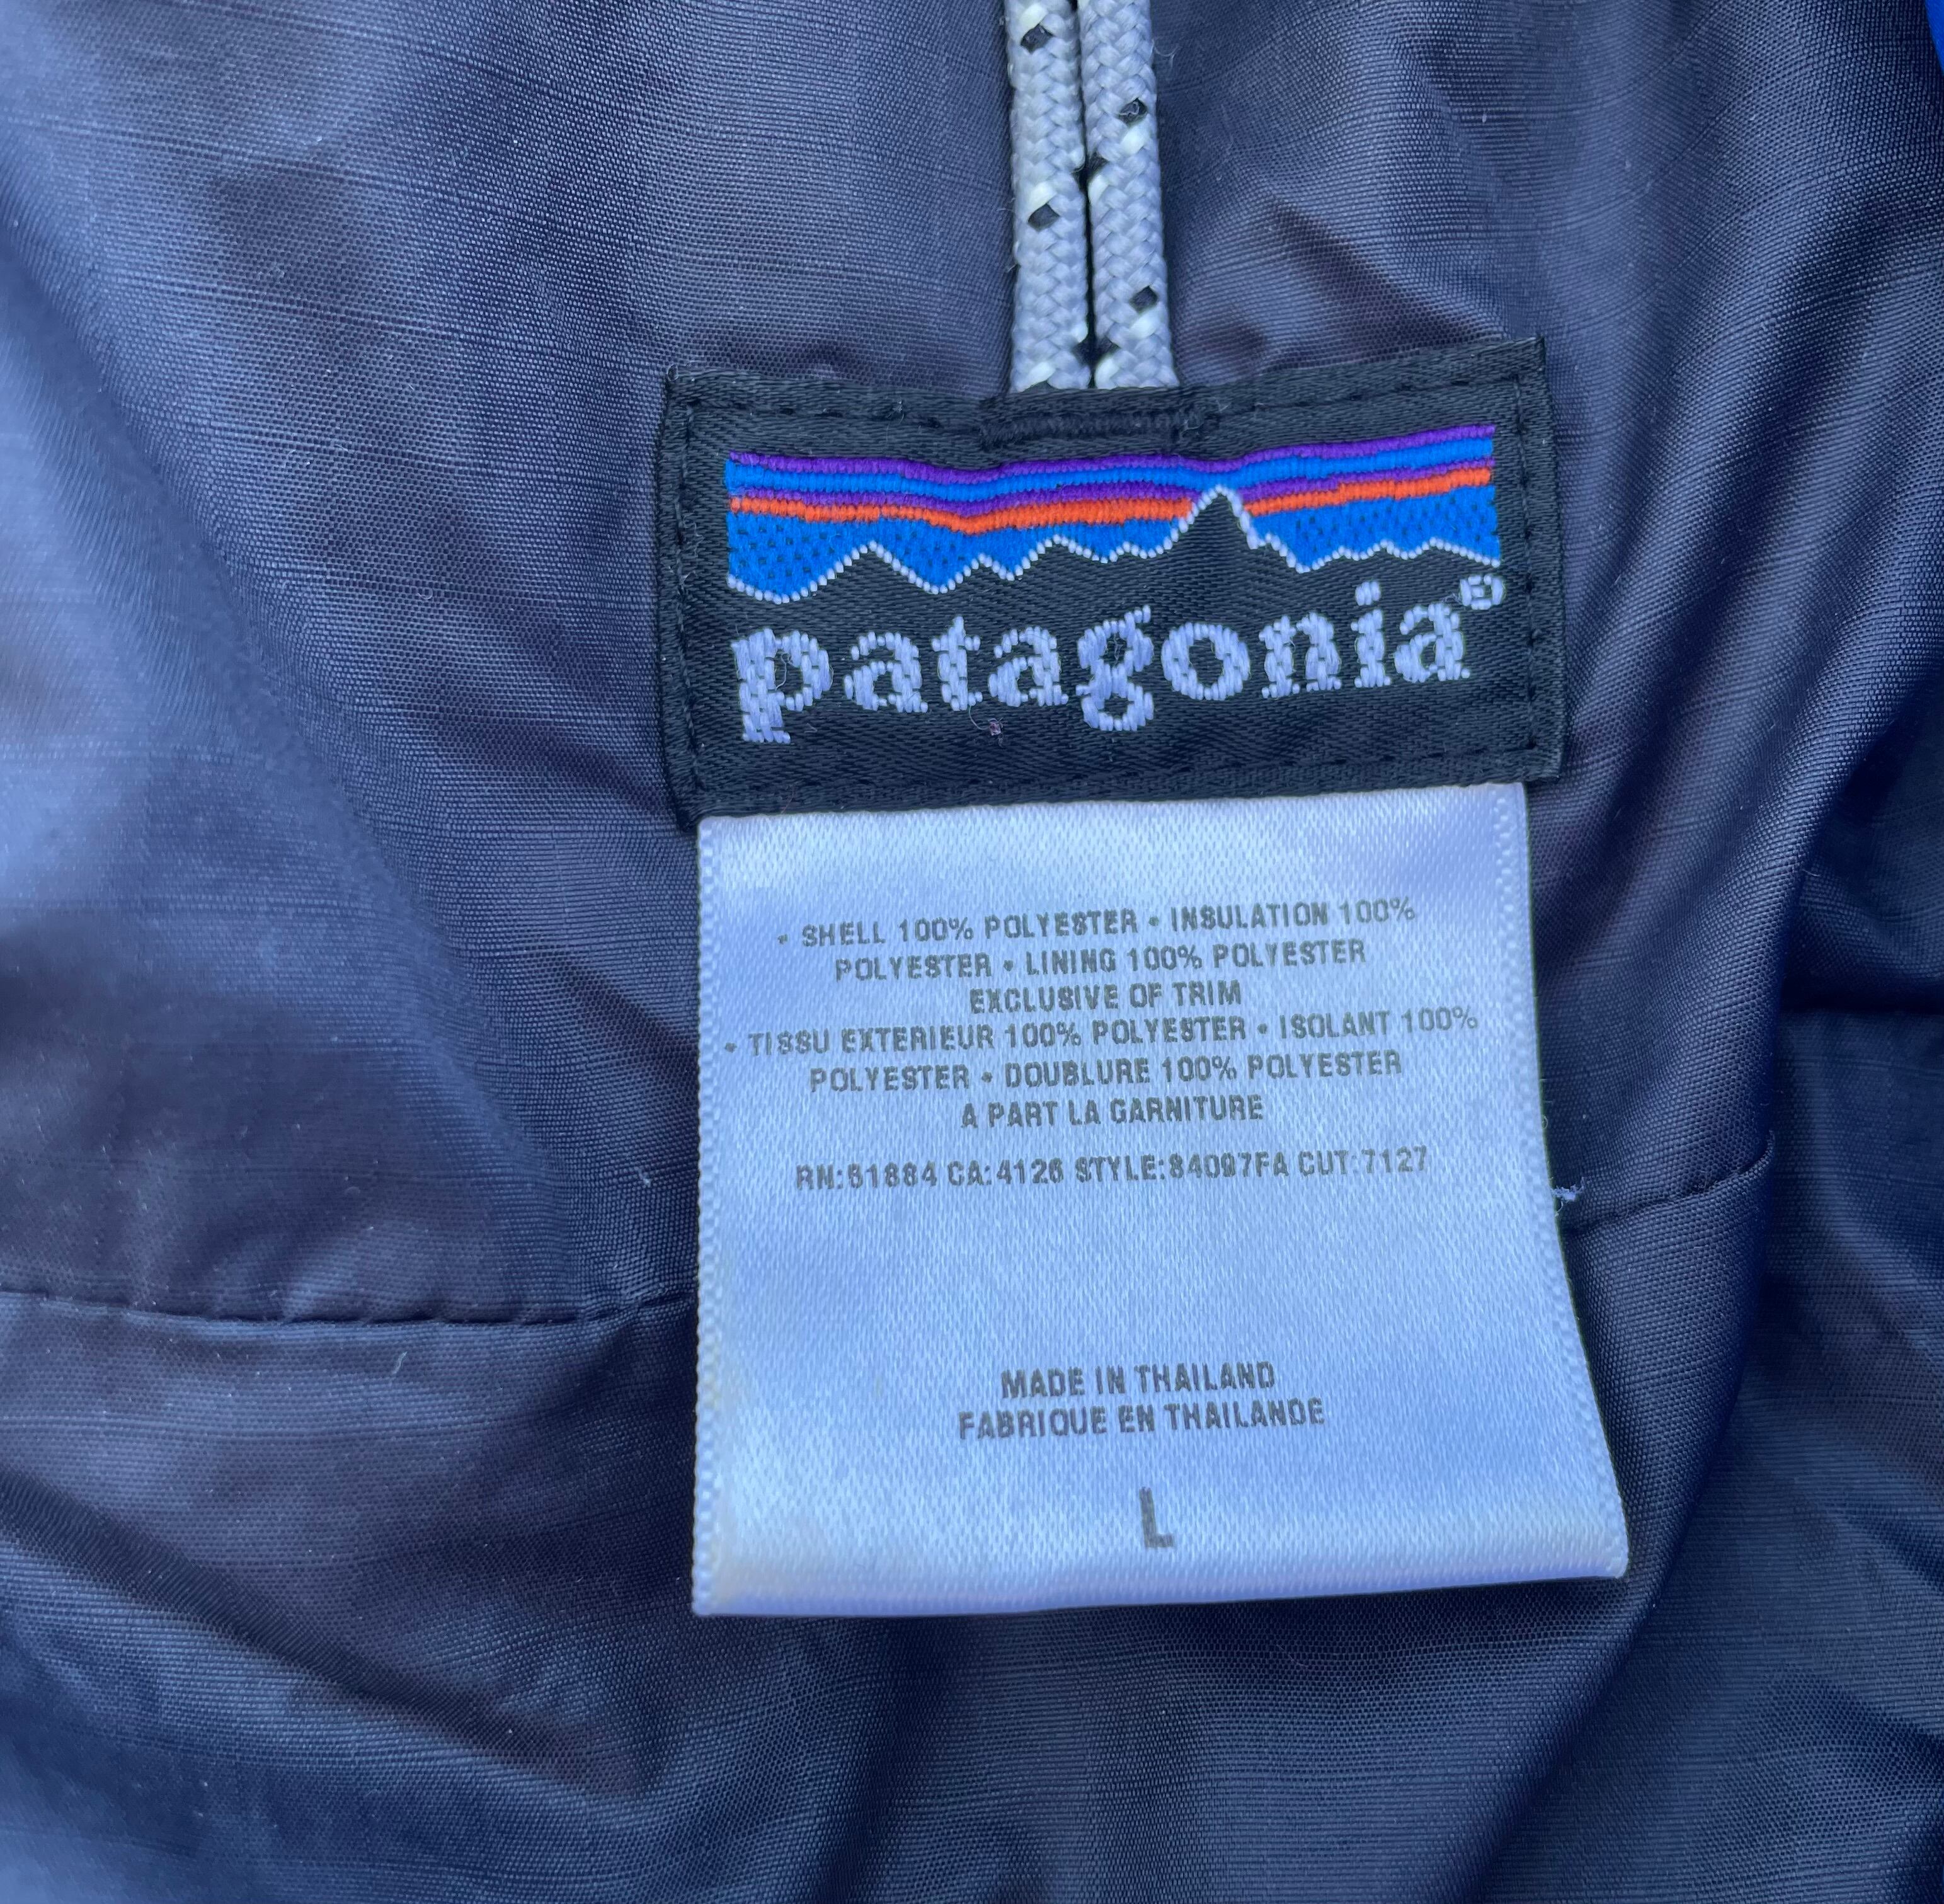 patagonia®
• SHELL 100% POLYESTER • INSULATION 100%
POLYESTER • LINING 100% POLYESTER
EXCLUSIVE OF TRIM
• TISSU EXTERIEUR 100% POLYESTER • ISOLANT 100%
POLYESTER • DOUBLURE 100% POLYESTER
A PART LA GARNITURE
RN:51884 CA:4126 STYLE:84097FA CUT:7127
MADE IN THAILAND
FABRIQUE EN THAILANDE
L